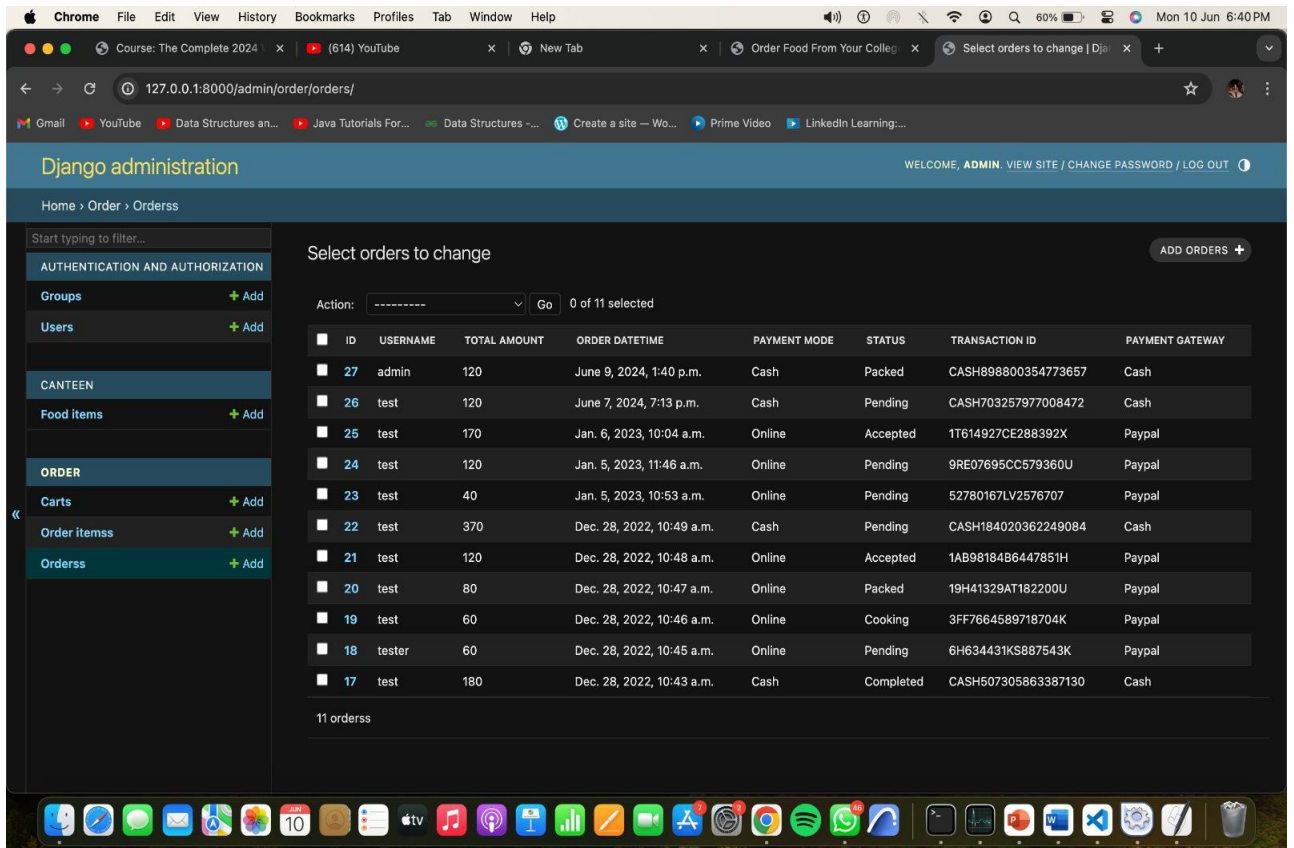 Chrome File Edit View History Bookmarks Profiles Tab Window Help 60% Mon 10 Jun 6:40 PM
Course: The Complete 2024 (614) YouTube New Tab Order Food From Your Colleg Select orders to change | Djan
127.0.0.1:8000/admin/order/orders/
Gmail YouTube Data Structures an... Java Tutorials For... Data Structures -... Create a site — Wo... Prime Video LinkedIn Learning:...
Django administration WELCOME, ADMIN. VIEW SITE / CHANGE PASSWORD / LOG OUT
Home › Order › Orderss
Start typing to filter...
AUTHENTICATION AND AUTHORIZATION
Groups + Add
Users + Add
CANTEEN
Food items + Add
ORDER
Carts + Add
Order itemss + Add
Orderss + Add
«
Select orders to change
ADD ORDERS +
Action: --------- Go 0 of 11 selected
ID USERNAME TOTAL AMOUNT ORDER DATETIME PAYMENT MODE STATUS TRANSACTION ID PAYMENT GATEWAY
27 admin 120 June 9, 2024, 1:40 p.m. Cash Packed CASH898800354773657 Cash
26 test 120 June 7, 2024, 7:13 p.m. Cash Pending CASH703257977008472 Cash
25 test 170 Jan. 6, 2023, 10:04 a.m. Online Accepted 1T614927CE288392X Paypal
24 test 120 Jan. 5, 2023, 11:46 a.m. Online Pending 9RE07695CC579360U Paypal
23 test 40 Jan. 5, 2023, 10:53 a.m. Online Pending 52780167LV2576707 Paypal
22 test 370 Dec. 28, 2022, 10:49 a.m. Cash Pending CASH184020362249084 Cash
21 test 120 Dec. 28, 2022, 10:48 a.m. Online Accepted 1AB98184B6447851H Paypal
20 test 80 Dec. 28, 2022, 10:47 a.m. Online Packed 19H41329AT182200U Paypal
19 test 60 Dec. 28, 2022, 10:46 a.m. Online Cooking 3FF7664589718704K Paypal
18 tester 60 Dec. 28, 2022, 10:45 a.m. Online Pending 6H634431KS887543K Paypal
17 test 180 Dec. 28, 2022, 10:43 a.m. Cash Completed CASH507305863387130 Cash
11 orderss
JUN
10
tv
7
2
46
P
W